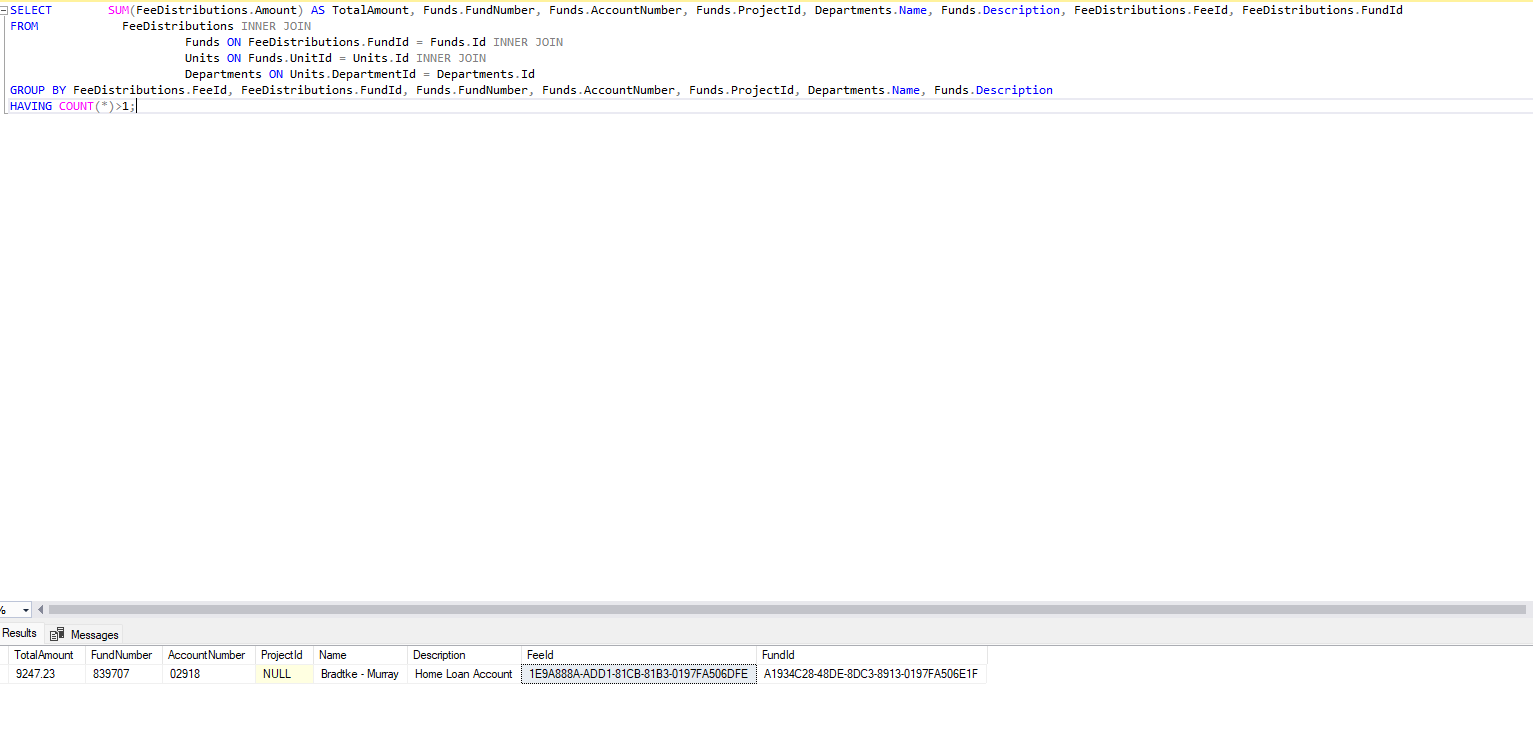 SELECT SUM(FeeDistributions.Amount) AS TotalAmount, Funds.FundNumber, Funds.AccountNumber, Funds.ProjectId, Departments.Name, Funds.Description, FeeDistributions.FeeId, FeeDistributions.FundId
FROM FeeDistributions INNER JOIN
Funds ON FeeDistributions.FundId = Funds.Id INNER JOIN
Units ON Funds.UnitId = Units.Id INNER JOIN
Departments ON Units.DepartmentId = Departments.Id
GROUP BY FeeDistributions.FeeId, FeeDistributions.FundId, Funds.FundNumber, Funds.AccountNumber, Funds.ProjectId, Departments.Name, Funds.Description
HAVING COUNT(*)>1;
%
Results Messages
TotalAmount FundNumber AccountNumber ProjectId Name Description FeeId FundId
9247.23 839707 02918 NULL Bradtke - Murray Home Loan Account 1E9A888A-ADD1-81CB-81B3-0197FA506DFE A1934C28-48DE-8DC3-8913-0197FA506E1F